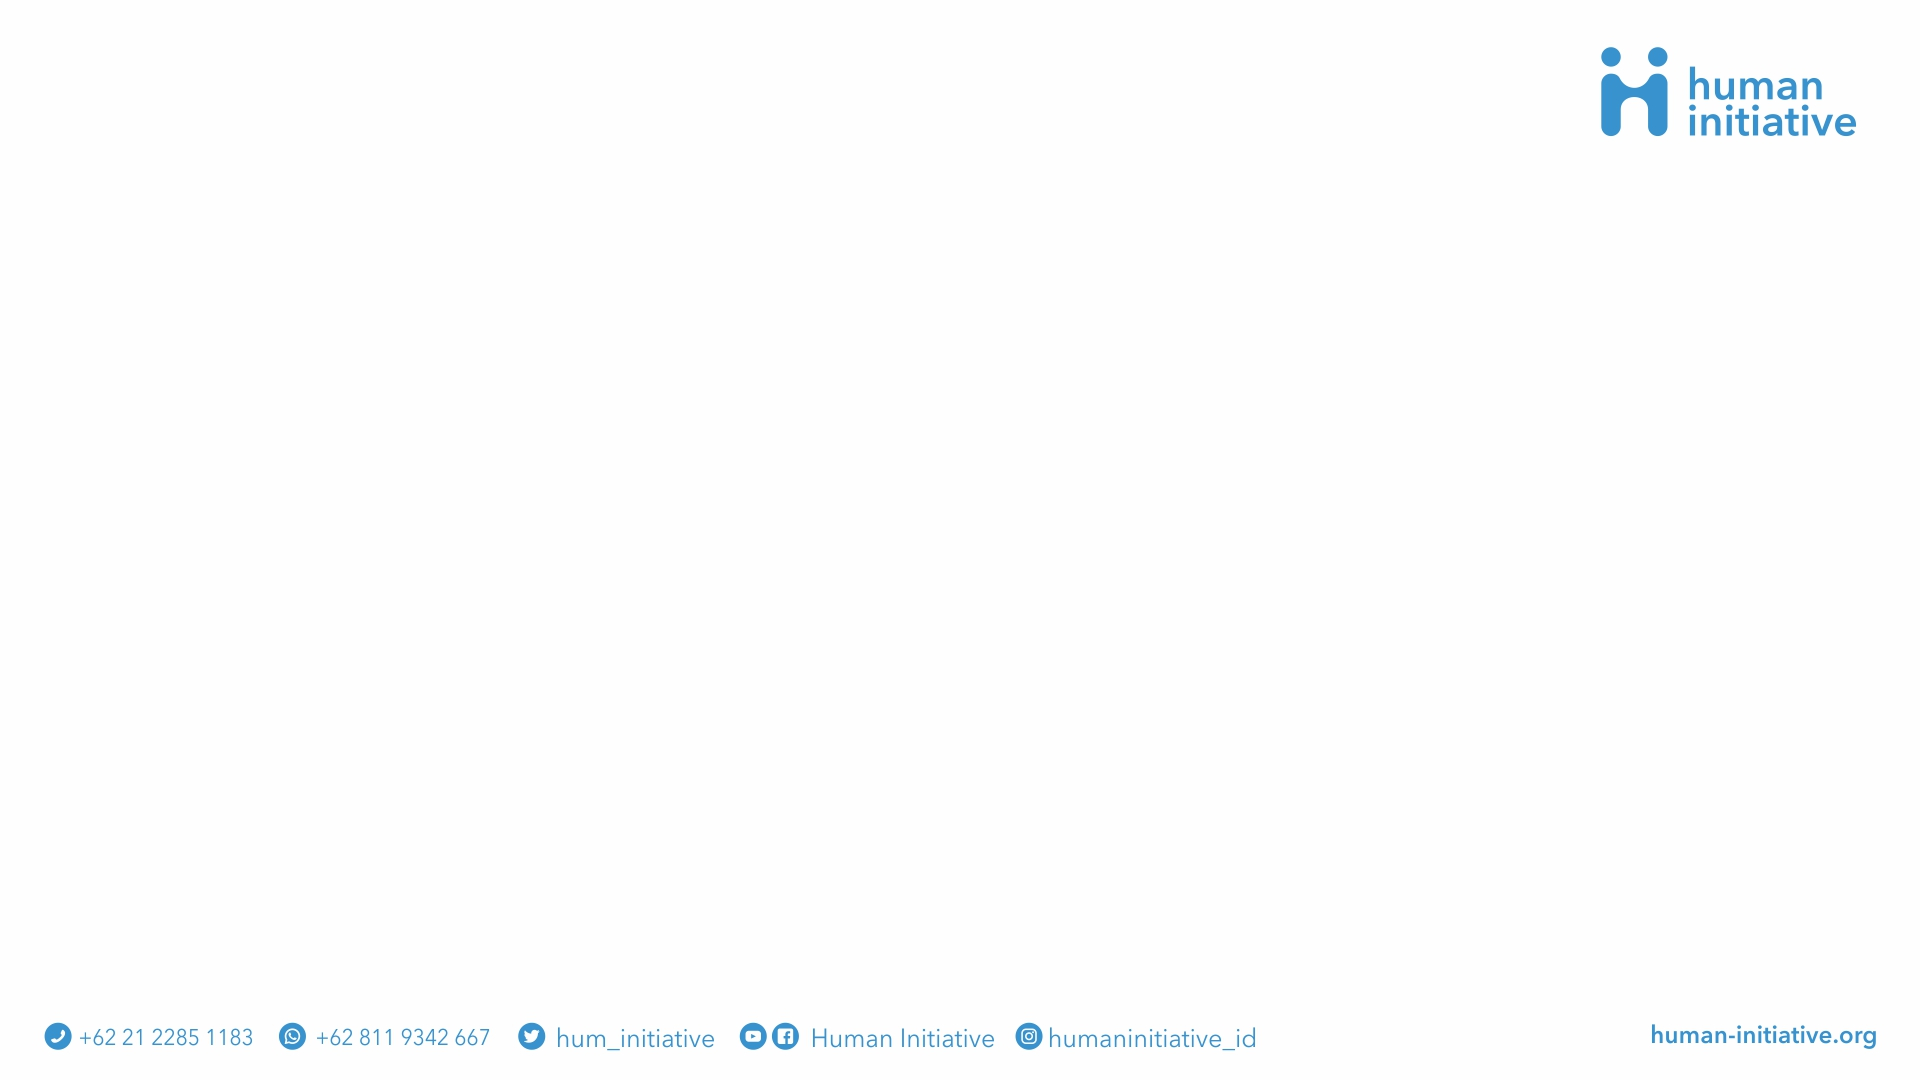 human
initiative
+62 21 2285 1183 +62 811 9342 667 hum_initiative Human Initiative humaninitiative_id human-initiative.org